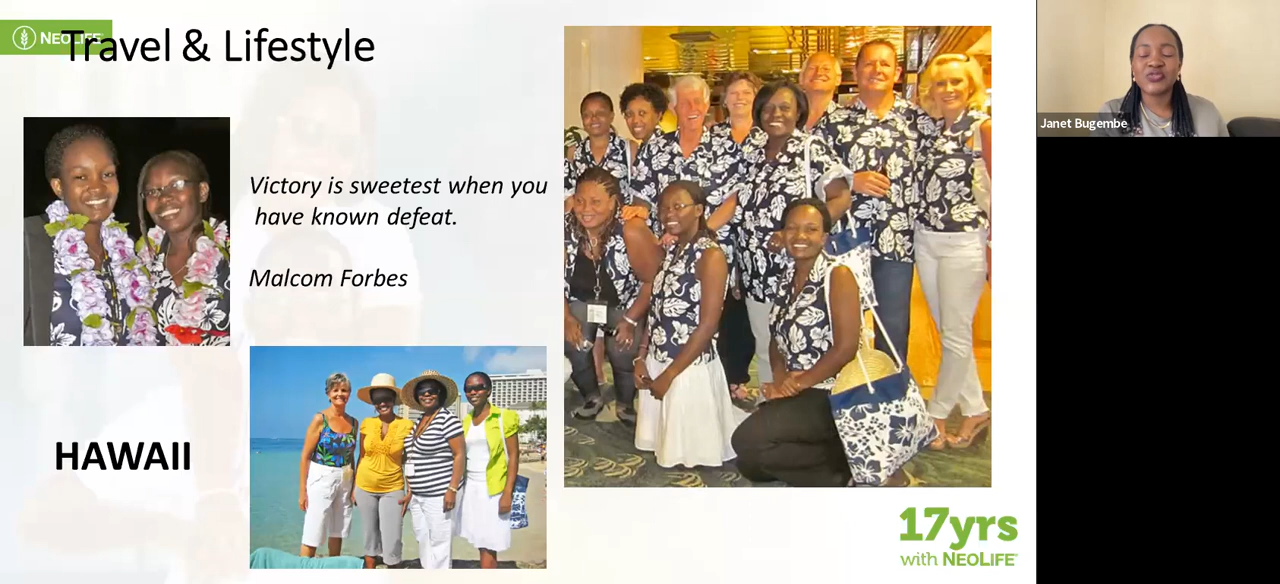 NEOLIFE
Travel & Lifestyle
Victory is sweetest when you
have known defeat.
Malcom Forbes
HAWAII
17yrs
with NEOLIFE
Janet Bugembe